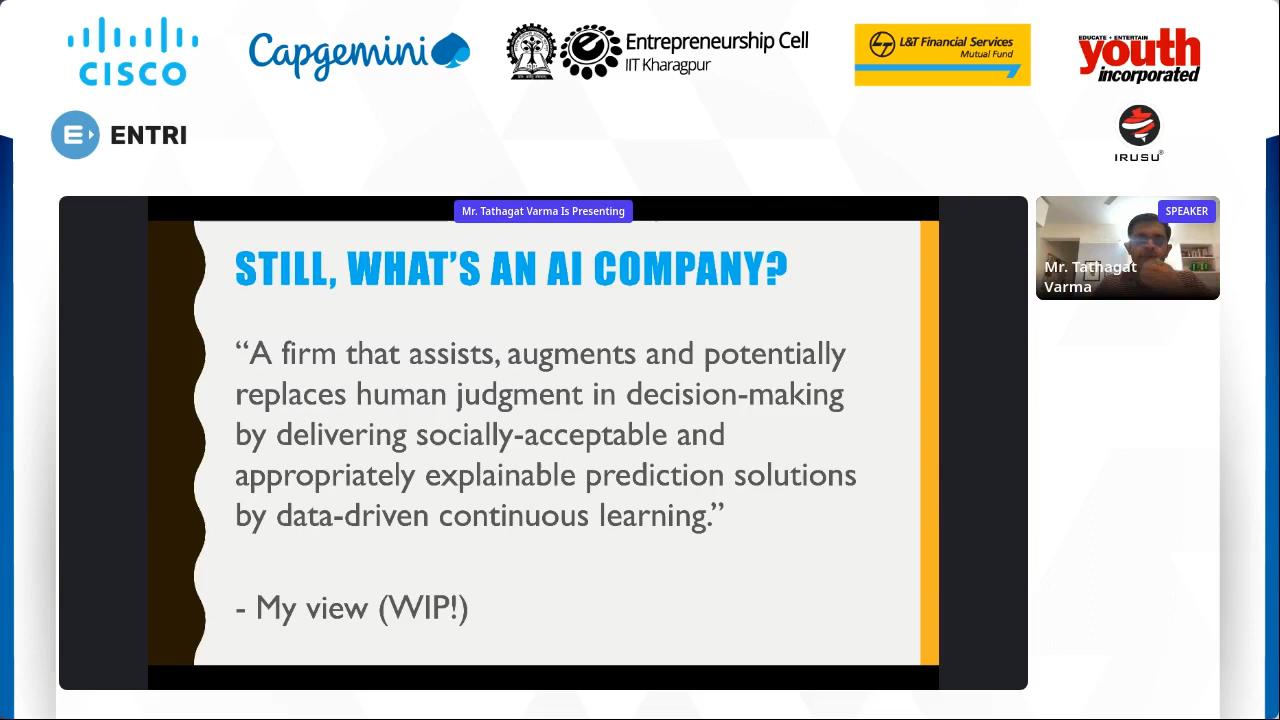 CISCO
Capgemini
Entrepreneurship Cell
IIT Kharagpur
L&T Financial Services
Mutual Fund
EDUCATE • ENTERTAIN
youth
incorporated
E ENTRI
IRUSU®
Mr. Tathagat Varma Is Presenting
SPEAKER
Mr. Tathagat
Varma
STILL, WHAT'S AN AI COMPANY?
“A firm that assists, augments and potentially
replaces human judgment in decision-making
by delivering socially-acceptable and
appropriately explainable prediction solutions
by data-driven continuous learning.”
- My view (WIP!)